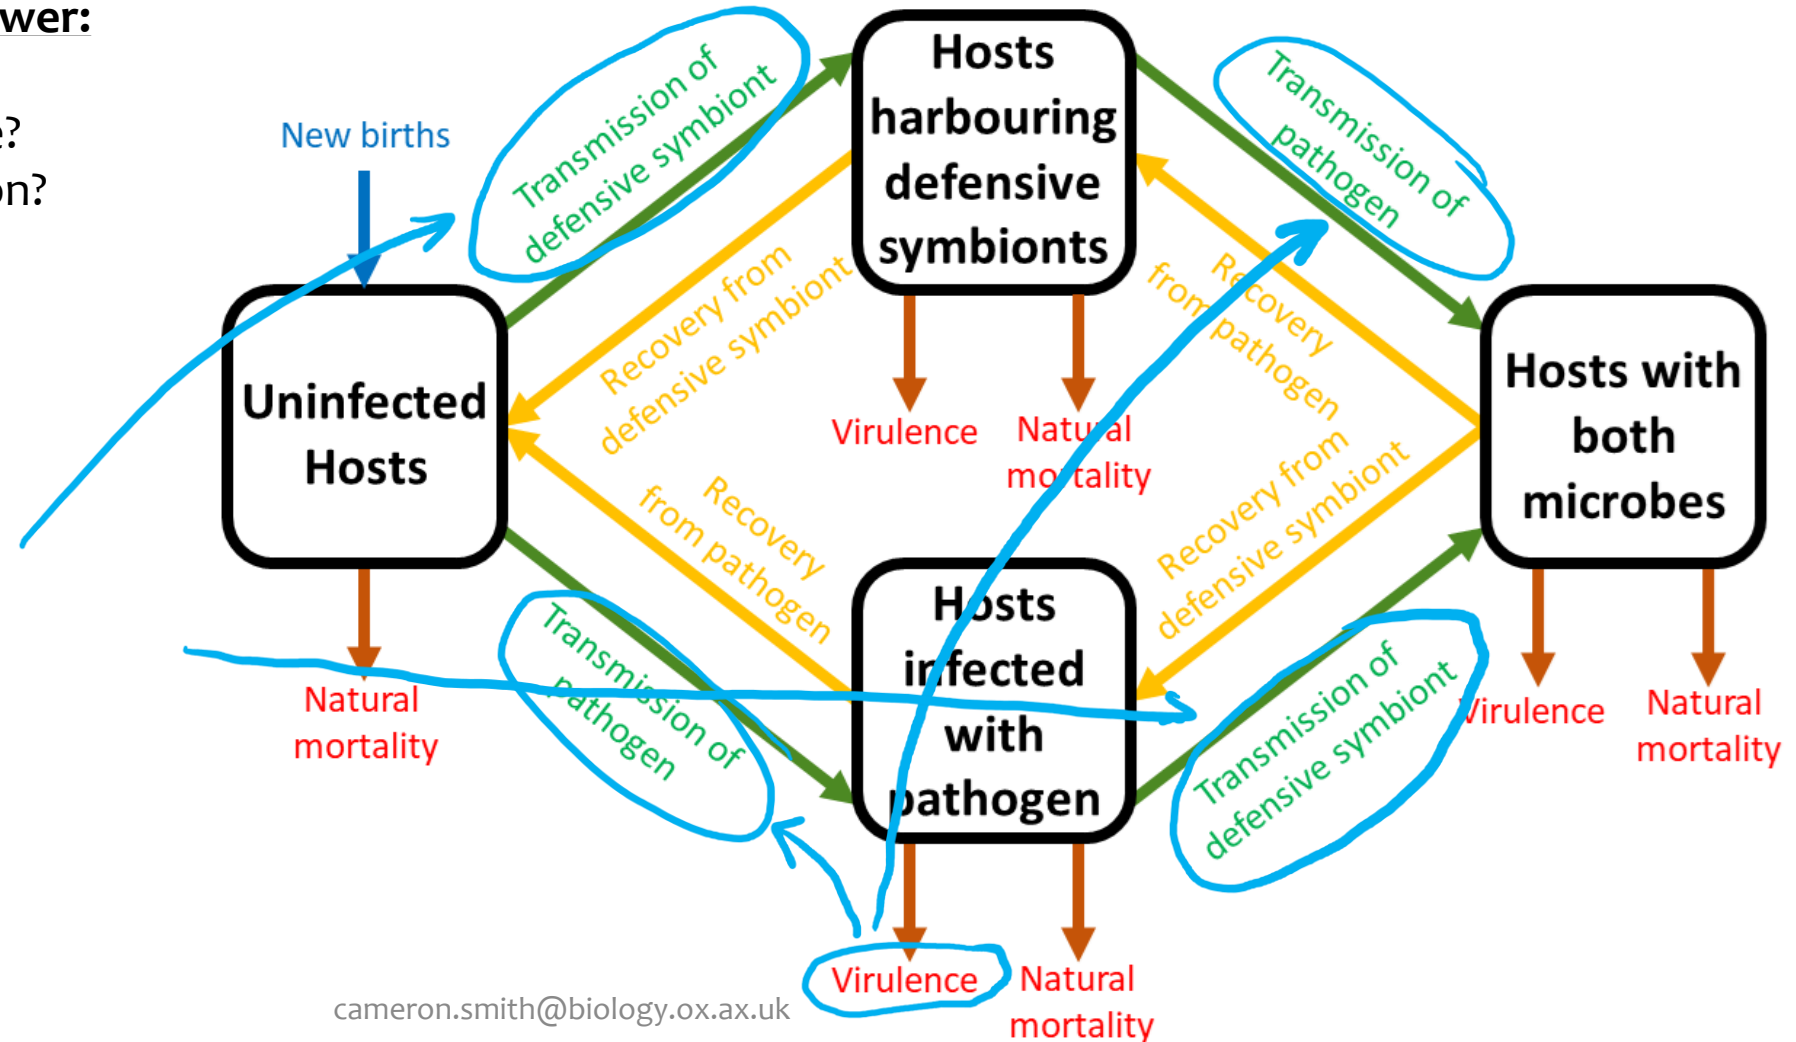 wer:
e?
on?
New births
Transmission of
defensive symbiont
Hosts
harbouring
defensive
symbionts
Transmission of
pathogen
Recovery from
defensive symbiont
Recovery
from pathogen
Virulence
Natural
mortality
Uninfected
Hosts
Hosts with
both
microbes
Recovery
from pathogen
Recovery from
defensive symbiont
Natural
mortality
Transmission of
pathogen
Hosts
infected
with
pathogen
Transmission of
defensive symbiont
Virulence
Natural
mortality
Virulence
Natural
mortality
cameron.smith@biology.ox.ax.uk